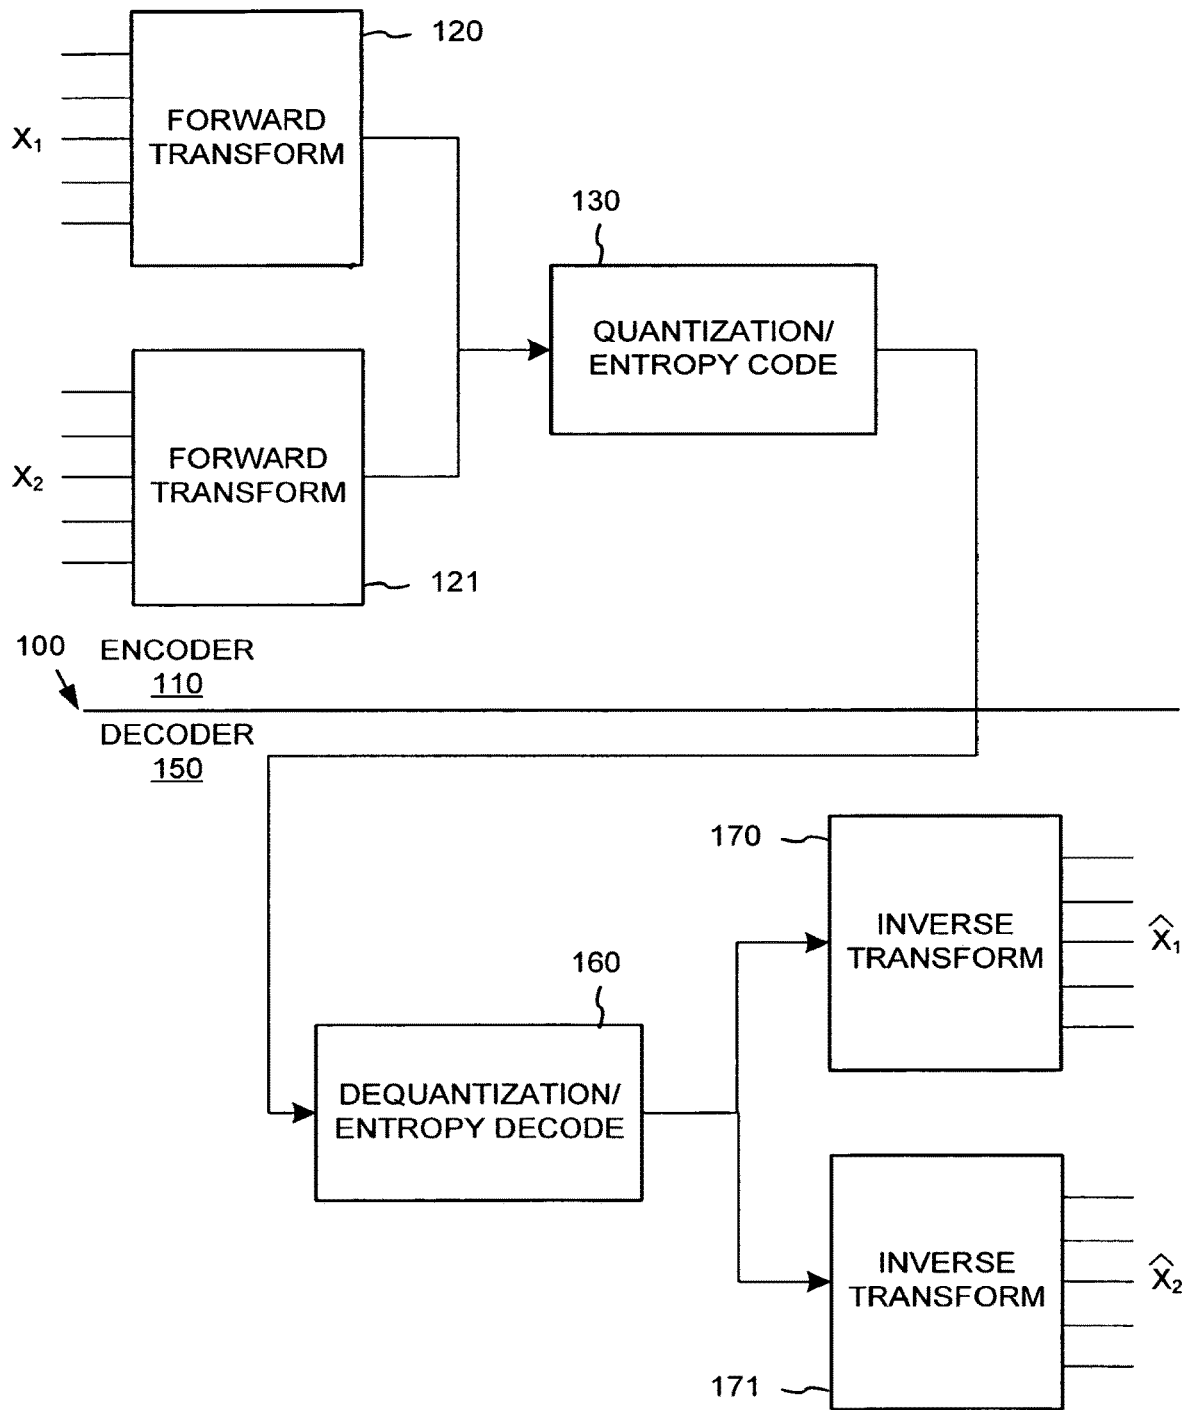 120
FORWARD
TRANSFORM
X₁
130
QUANTIZATION/
ENTROPY CODE
FORWARD
TRANSFORM
X₂
121
100
ENCODER
110
DECODER
150
170
INVERSE
TRANSFORM
X̂₁
160
DEQUANTIZATION/
ENTROPY DECODE
INVERSE
TRANSFORM
X̂₂
171